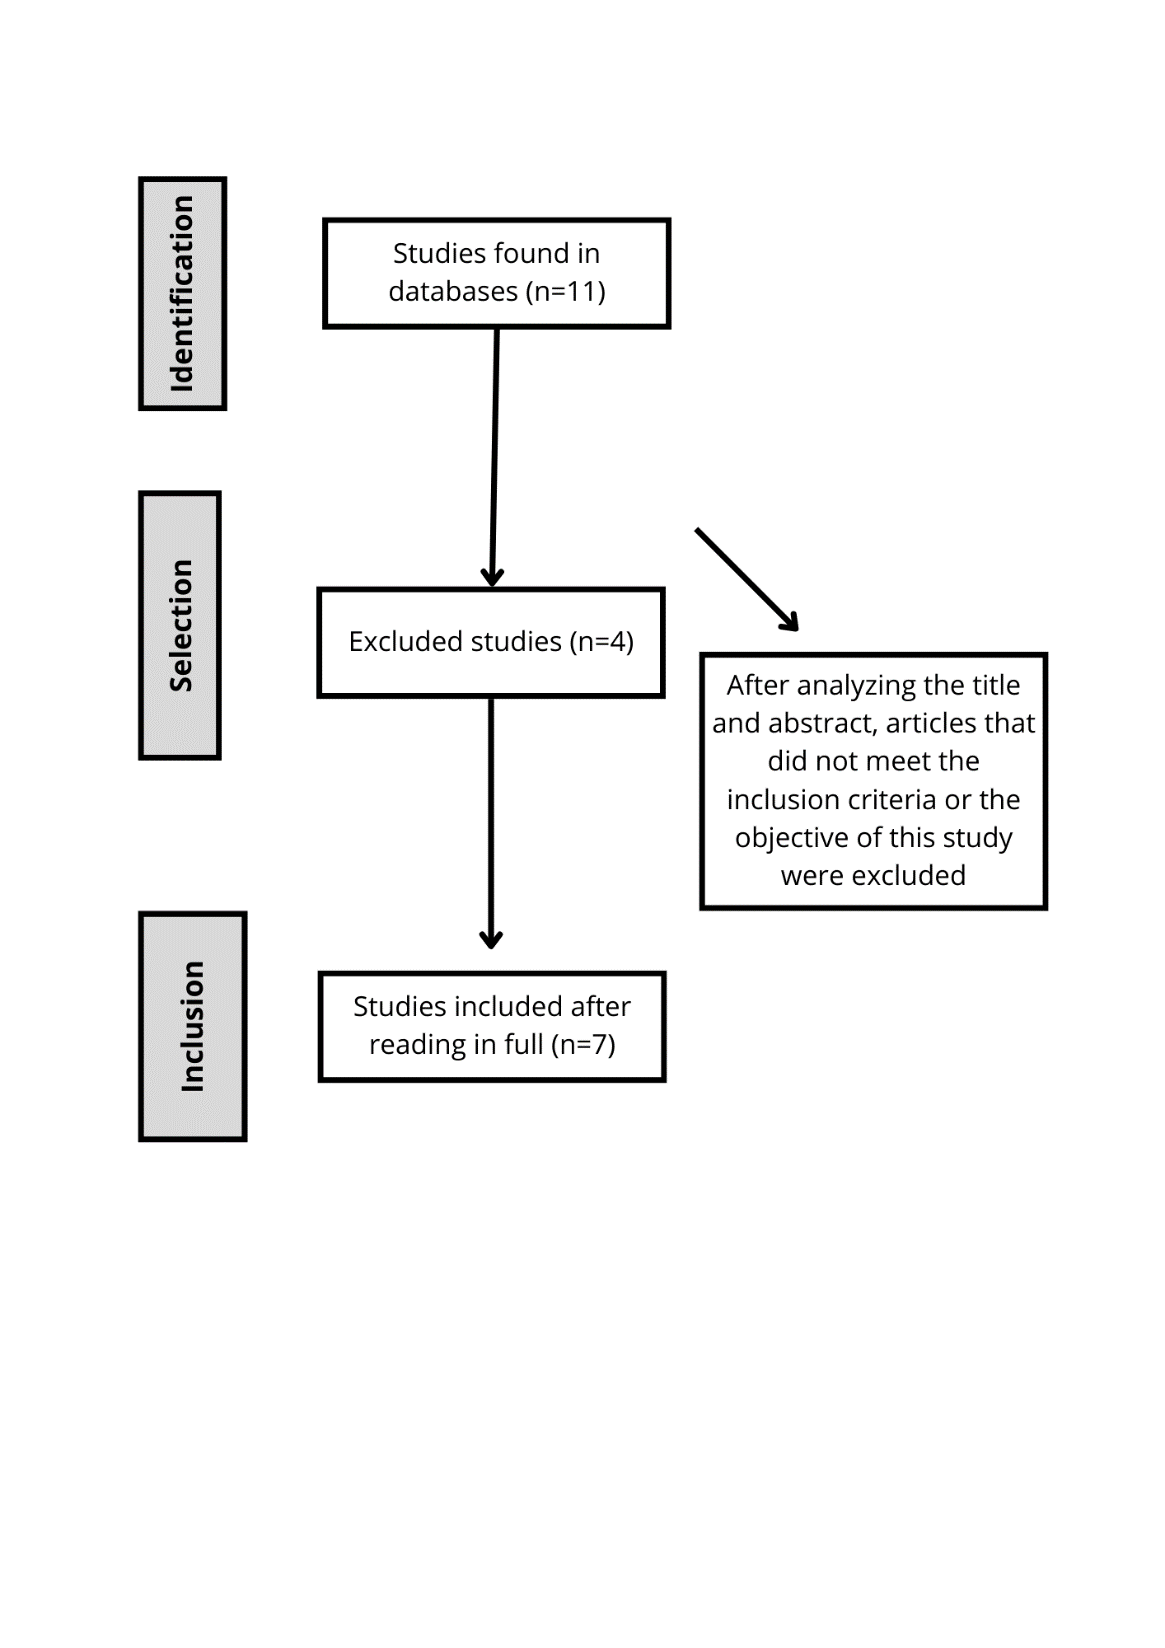 Identification
Studies found in
databases (n=11)
Selection
Excluded studies (n=4)
After analyzing the title
and abstract, articles that
did not meet the
inclusion criteria or the
objective of this study
were excluded
Inclusion
Studies included after
reading in full (n=7)